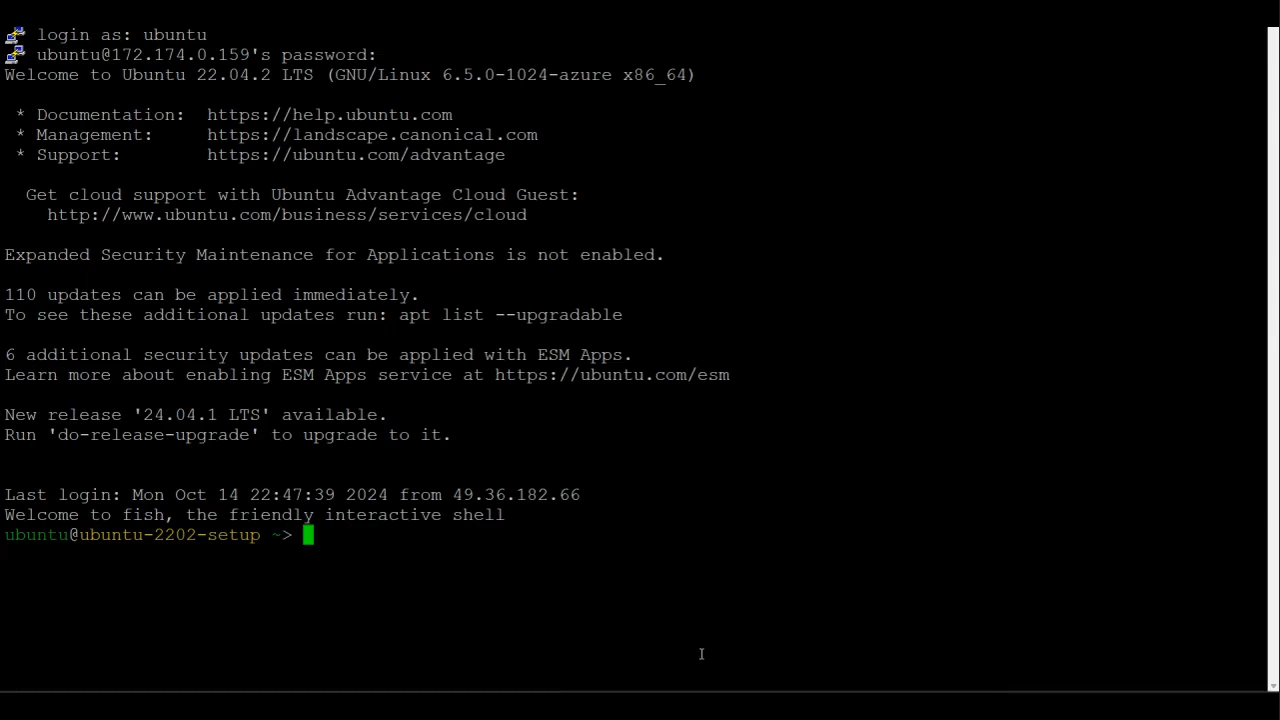 login as: ubuntu
ubuntu@172.174.0.159's password:
Welcome to Ubuntu 22.04.2 LTS (GNU/Linux 6.5.0-1024-azure x86_64)
* Documentation: https://help.ubuntu.com
* Management: https://landscape.canonical.com
* Support: https://ubuntu.com/advantage
Get cloud support with Ubuntu Advantage Cloud Guest:
http://www.ubuntu.com/business/services/cloud
Expanded Security Maintenance for Applications is not enabled.
110 updates can be applied immediately.
To see these additional updates run: apt list --upgradable
6 additional security updates can be applied with ESM Apps.
Learn more about enabling ESM Apps service at https://ubuntu.com/esm
New release '24.04.1 LTS' available.
Run 'do-release-upgrade' to upgrade to it.
Last login: Mon Oct 14 22:47:39 2024 from 49.36.182.66
Welcome to fish, the friendly interactive shell
ubuntu@ubuntu-2202-setup ~>